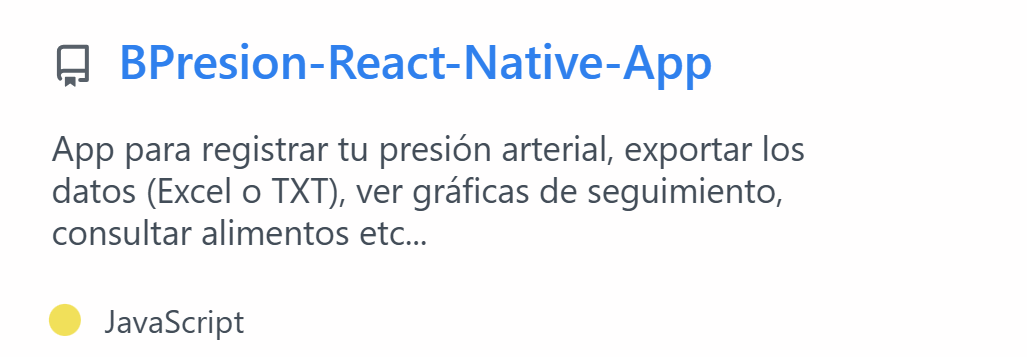 BPresion-React-Native-App
App para registrar tu presión arterial, exportar los
datos (Excel o TXT), ver gráficas de seguimiento,
consultar alimentos etc...
JavaScript